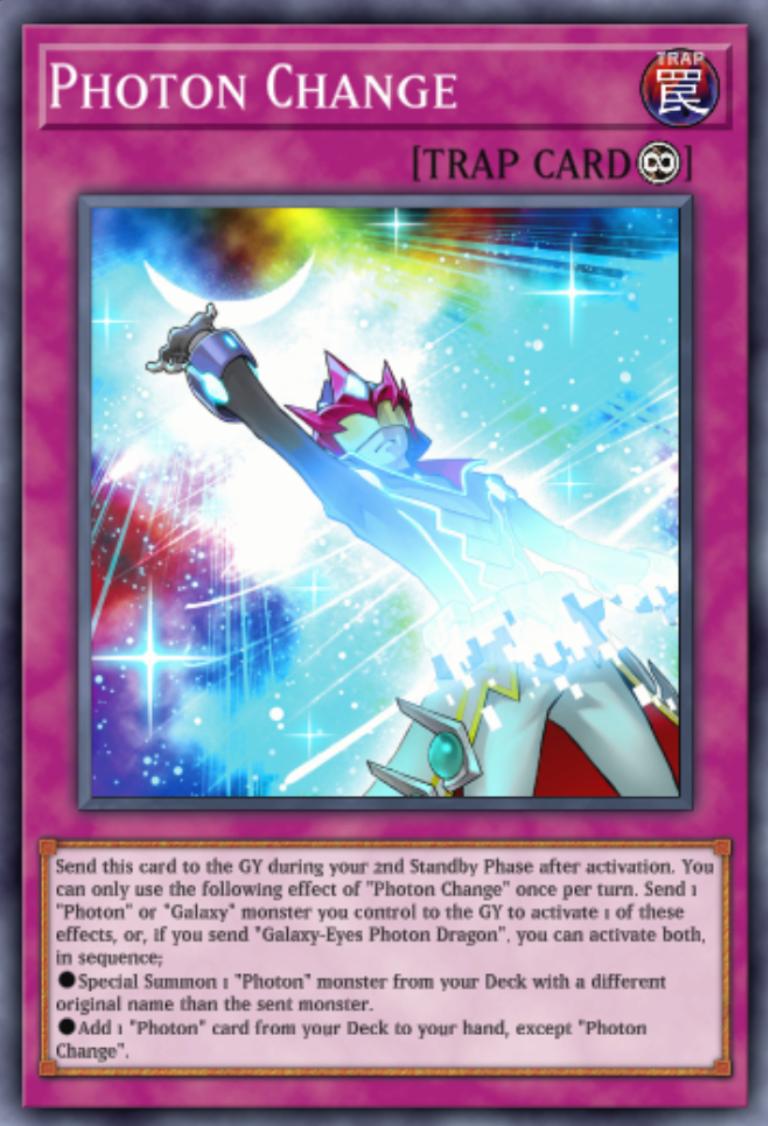 PHOTON CHANGE
TRAP
罠
[TRAP CARD]
Send this card to the GY during your 2nd Standby Phase after activation. You
can only use the following effect of "Photon Change" once per turn. Send 1
"Photon" or "Galaxy" monster you control to the GY to activate 1 of these
effects, or, if you send "Galaxy-Eyes Photon Dragon", you can activate both,
in sequence;
●Special Summon 1 "Photon" monster from your Deck with a different
original name than the sent monster.
●Add 1 "Photon" card from your Deck to your hand, except "Photon
Change".